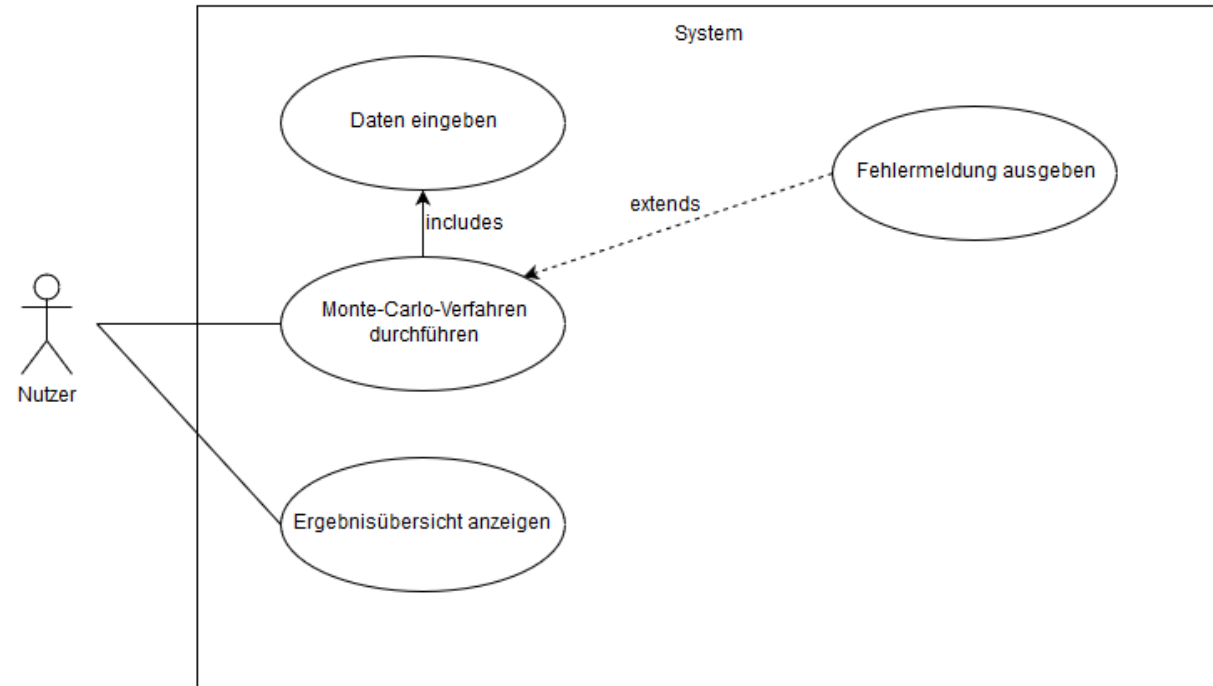 System
Daten eingeben
Fehlermeldung ausgeben
extends
includes
Monte-Carlo-Verfahren
durchführen
Nutzer
Ergebnisübersicht anzeigen